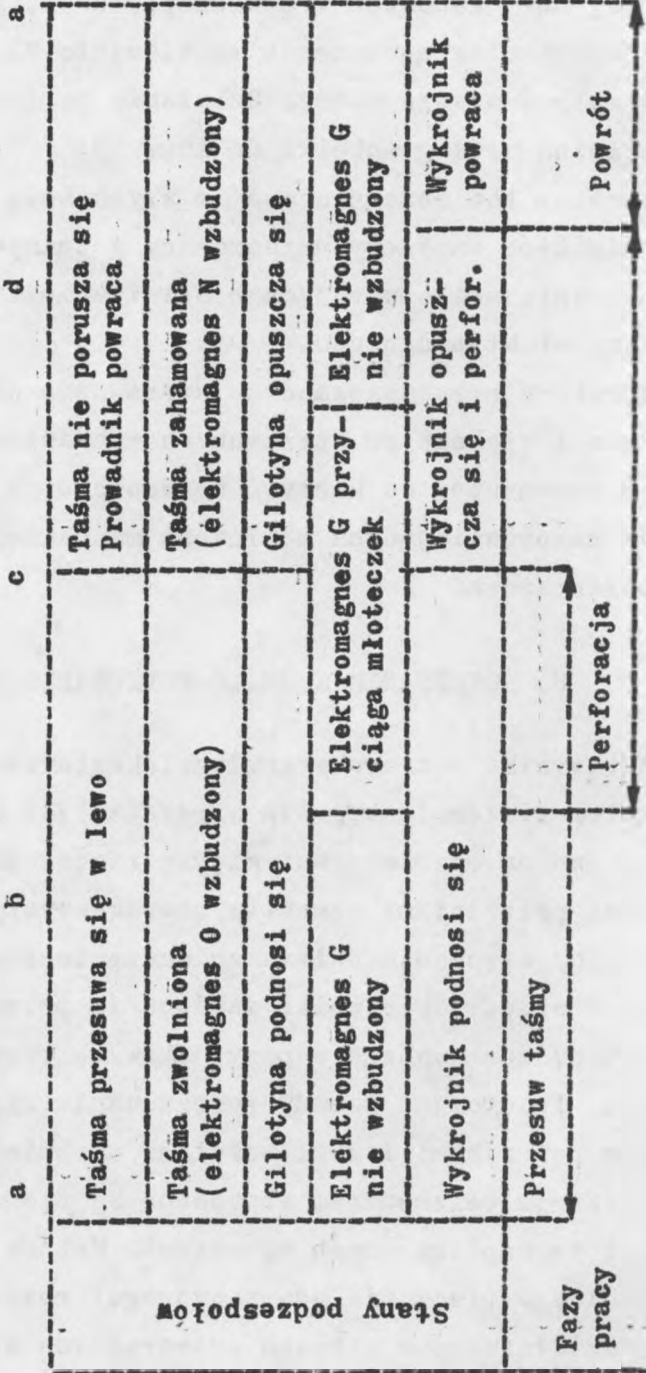 a b c d a
Stany podzespołów
Taśma przesuwa się w lewo
Taśma nie porusza się
Prowadnik powraca
Taśma zwolniona
(elektromagnes O wzbudzony)
Taśma zahamowana
(elektromagnes N wzbudzony)
Gilotyna podnosi się
Gilotyna opuszcza się
Elektromagnes G
nie wzbudzony
Elektromagnes G przy-
ciąga młoteczek
Elektromagnes G
nie wzbudzony
Wykrojnik podnosi się
Wykrojnik opusz-
cza się i perfor.
Wykrojnik
powraca
Fazy
pracy
Przesuw taśmy
Perforacja
Powrót